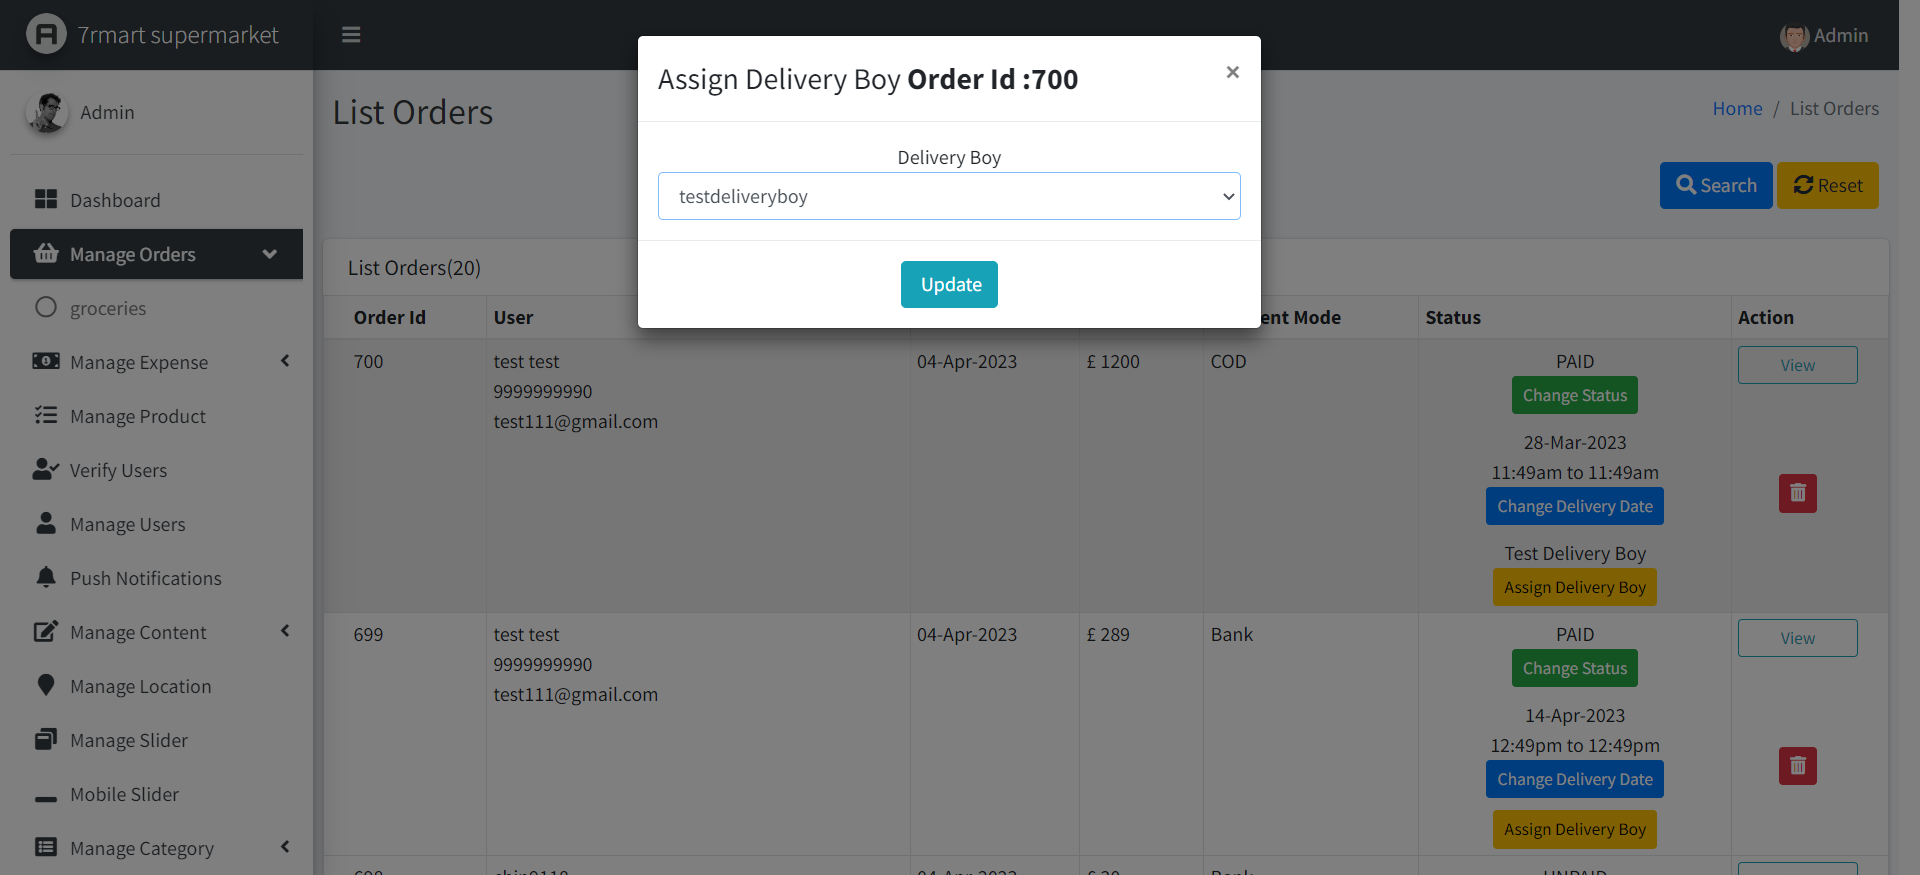 7rmart supermarket
Admin
Admin
Dashboard
Manage Orders
groceries
Manage Expense
Manage Product
Verify Users
Manage Users
Push Notifications
Manage Content
Manage Location
Manage Slider
Mobile Slider
Manage Category
List Orders
Home / List Orders
Search Reset
Assign Delivery Boy Order Id :700 ×
Delivery Boy
testdeliveryboy
Update
List Orders(20)
Order Id User ent Mode Status Action
700 test test 04-Apr-2023 £ 1200 COD PAID View
9999999990
test111@gmail.com
Change Status
28-Mar-2023
11:49am to 11:49am
Change Delivery Date
Test Delivery Boy
Assign Delivery Boy
699 test test 04-Apr-2023 £ 289 Bank PAID View
9999999990
test111@gmail.com
Change Status
14-Apr-2023
12:49pm to 12:49pm
Change Delivery Date
Assign Delivery Boy